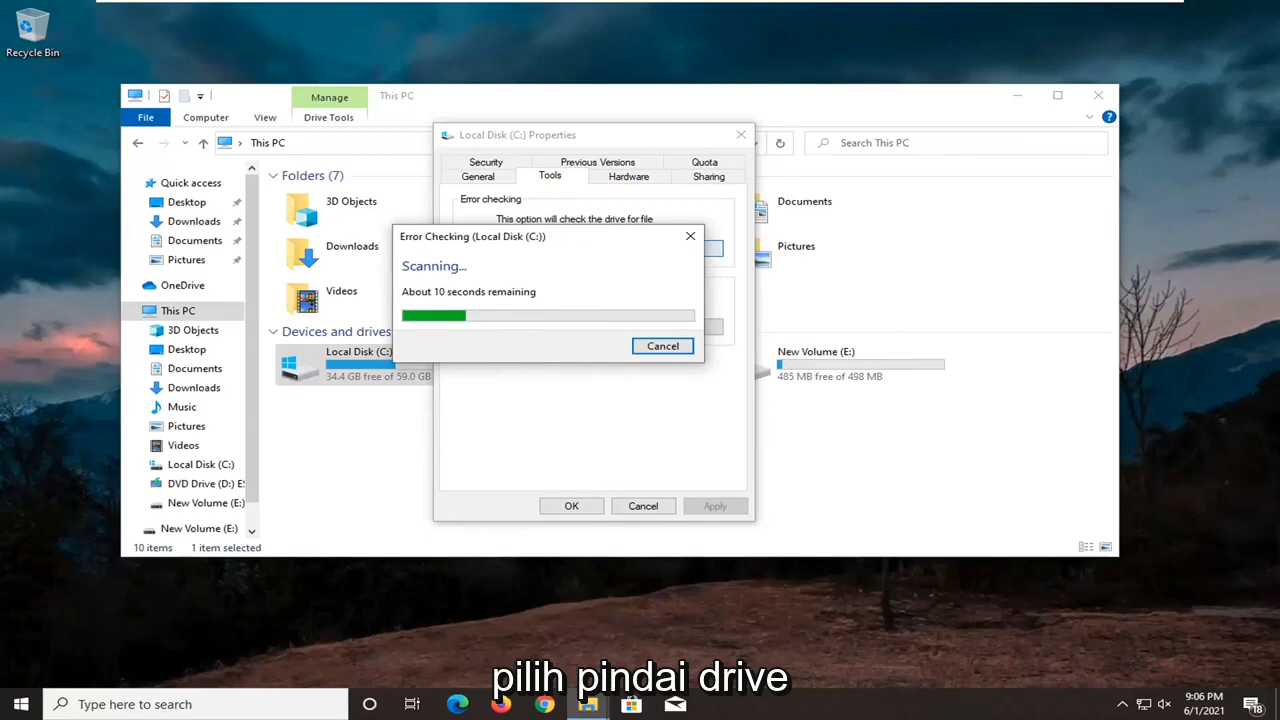 Recycle Bin
Manage
This PC
File
Computer
View
Drive Tools
This PC
Search This PC
Quick access
Desktop
Downloads
Documents
Pictures
OneDrive
This PC
3D Objects
Desktop
Documents
Downloads
Music
Pictures
Videos
Local Disk (C:)
DVD Drive (D:) ES
New Volume (E:)
New Volume (E:)
10 items
1 item selected
Folders (7)
3D Objects
Downloads
Videos
Documents
Pictures
Devices and drives
Local Disk (C:)
34.4 GB free of 59.0 GB
New Volume (E:)
485 MB free of 498 MB
Local Disk (C:) Properties
Security
Previous Versions
Quota
General
Tools
Hardware
Sharing
Error checking
This option will check the drive for file
Error Checking (Local Disk (C:))
Scanning...
About 10 seconds remaining
Cancel
OK
Cancel
Apply
pilih pindai drive
Type here to search
9:06 PM
6/1/2021
18